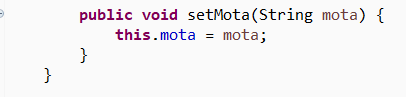 public void setMota(String mota) {
this.mota = mota;
}
}